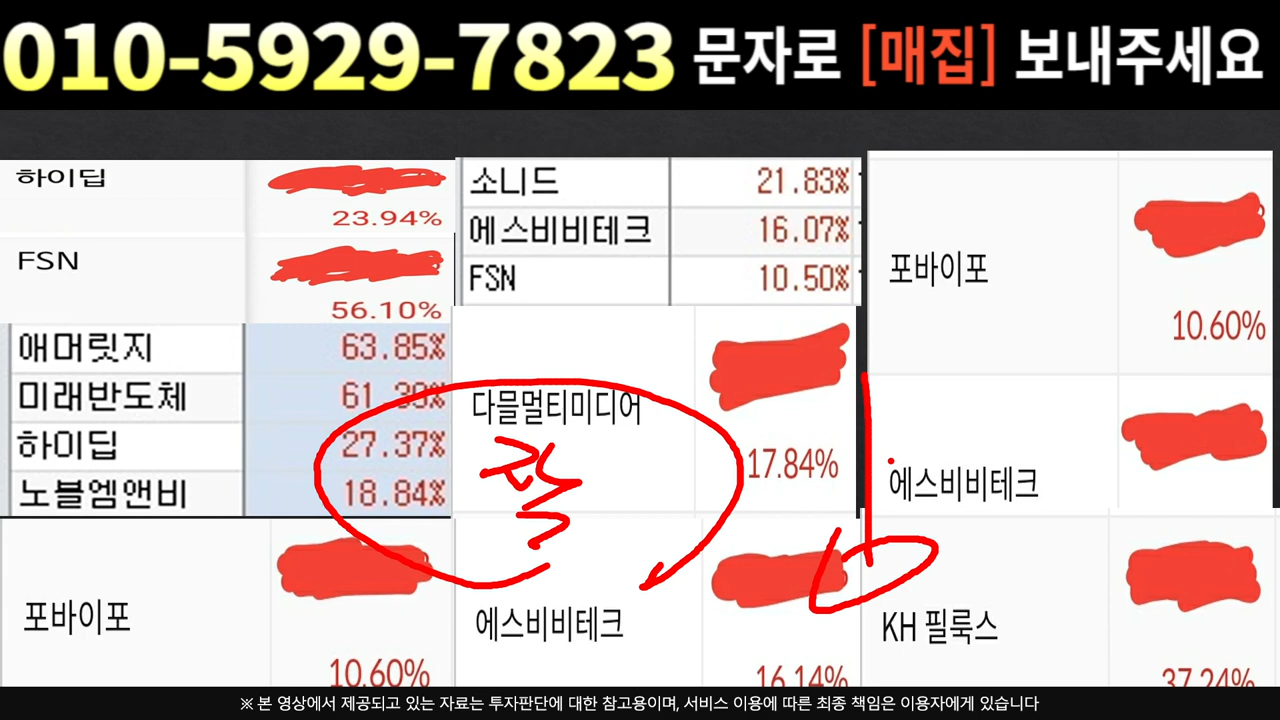 010-5929-7823 문자로 [매집] 보내주세요
하이딥
23.94%
FSN
56.10%
애머릿지 63.85%
미래반도체 61.39%
하이딥 27.37%
노블엠앤비 18.84%
소니드 21.83%
에스비비테크 16.07%
FSN 10.50%
다믈멀티미디어
17.84%
포바이포
10.60%
에스비비테크
포바이포
10.60%
에스비비테크
16.14%
KH 필룩스
37.24%
※ 본 영상에서 제공되고 있는 자료는 투자판단에 대한 참고용이며, 서비스 이용에 따른 최종 책임은 이용자에게 있습니다